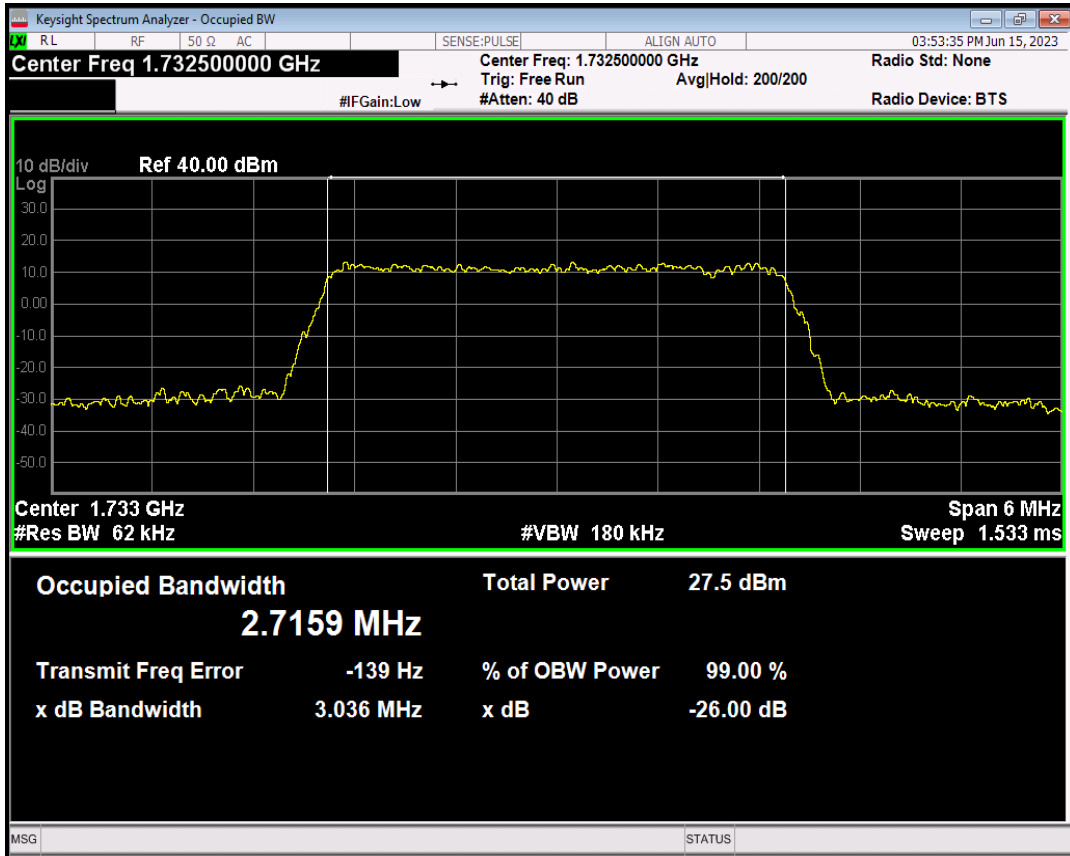 Keysight Spectrum Analyzer - Occupied BW
LXI RL RF 50 Ω AC SENSE:PULSE ALIGN AUTO 03:53:35 PM Jun 15, 2023
Center Freq 1.732500000 GHz Center Freq: 1.732500000 GHz Radio Std: None
Trig: Free Run Avg|Hold: 200/200
#IFGain:Low #Atten: 40 dB Radio Device: BTS
10 dB/div Ref 40.00 dBm
Log
30.0
20.0
10.0
0.00
-10.0
-20.0
-30.0
-40.0
-50.0
Center 1.733 GHz Span 6 MHz
#Res BW 62 kHz #VBW 180 kHz Sweep 1.533 ms
Occupied Bandwidth Total Power 27.5 dBm
2.7159 MHz
Transmit Freq Error -139 Hz % of OBW Power 99.00 %
x dB Bandwidth 3.036 MHz x dB -26.00 dB
MSG STATUS